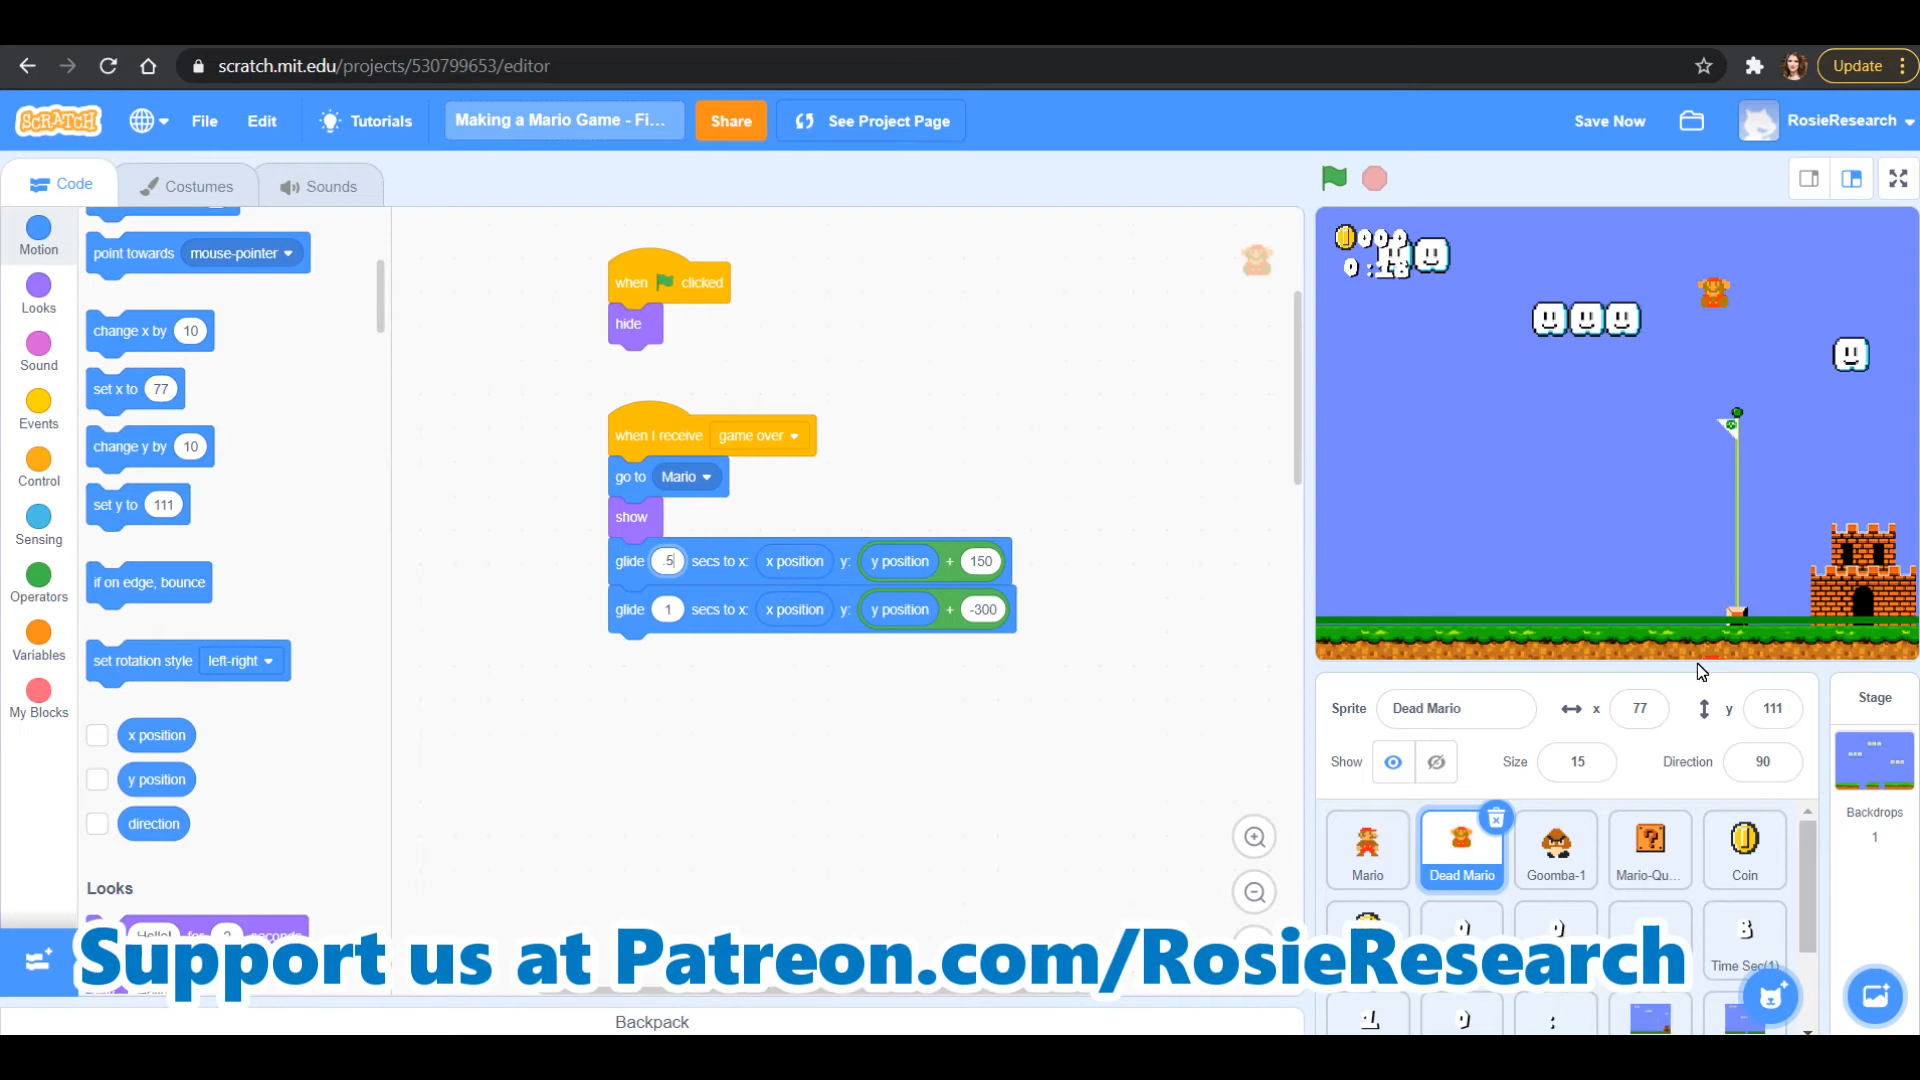 scratch.mit.edu/projects/530799653/editor
Update
SCRATCH
File
Edit
Tutorials
Making a Mario Game - Fi...
Share
See Project Page
Save Now
RosieResearch
Code
Costumes
Sounds
Motion
Looks
Sound
Events
Control
Sensing
Operators
Variables
My Blocks
point towards mouse-pointer
change x by 10
set x to 77
change y by 10
set y to 111
if on edge, bounce
set rotation style left-right
x position
y position
direction
Looks
when clicked
hide
when I receive game over
go to Mario
show
glide .5 secs to x: x position y: y position + 150
glide 1 secs to x: x position y: y position + -300
000
0:18
Sprite Dead Mario x 77 y 111
Show Size 15 Direction 90
Stage
Backdrops
1
Mario
Dead Mario
Goomba-1
Mario-Qu...
Coin
Time Sec(1)
Support us at Patreon.com/RosieResearch
Backpack